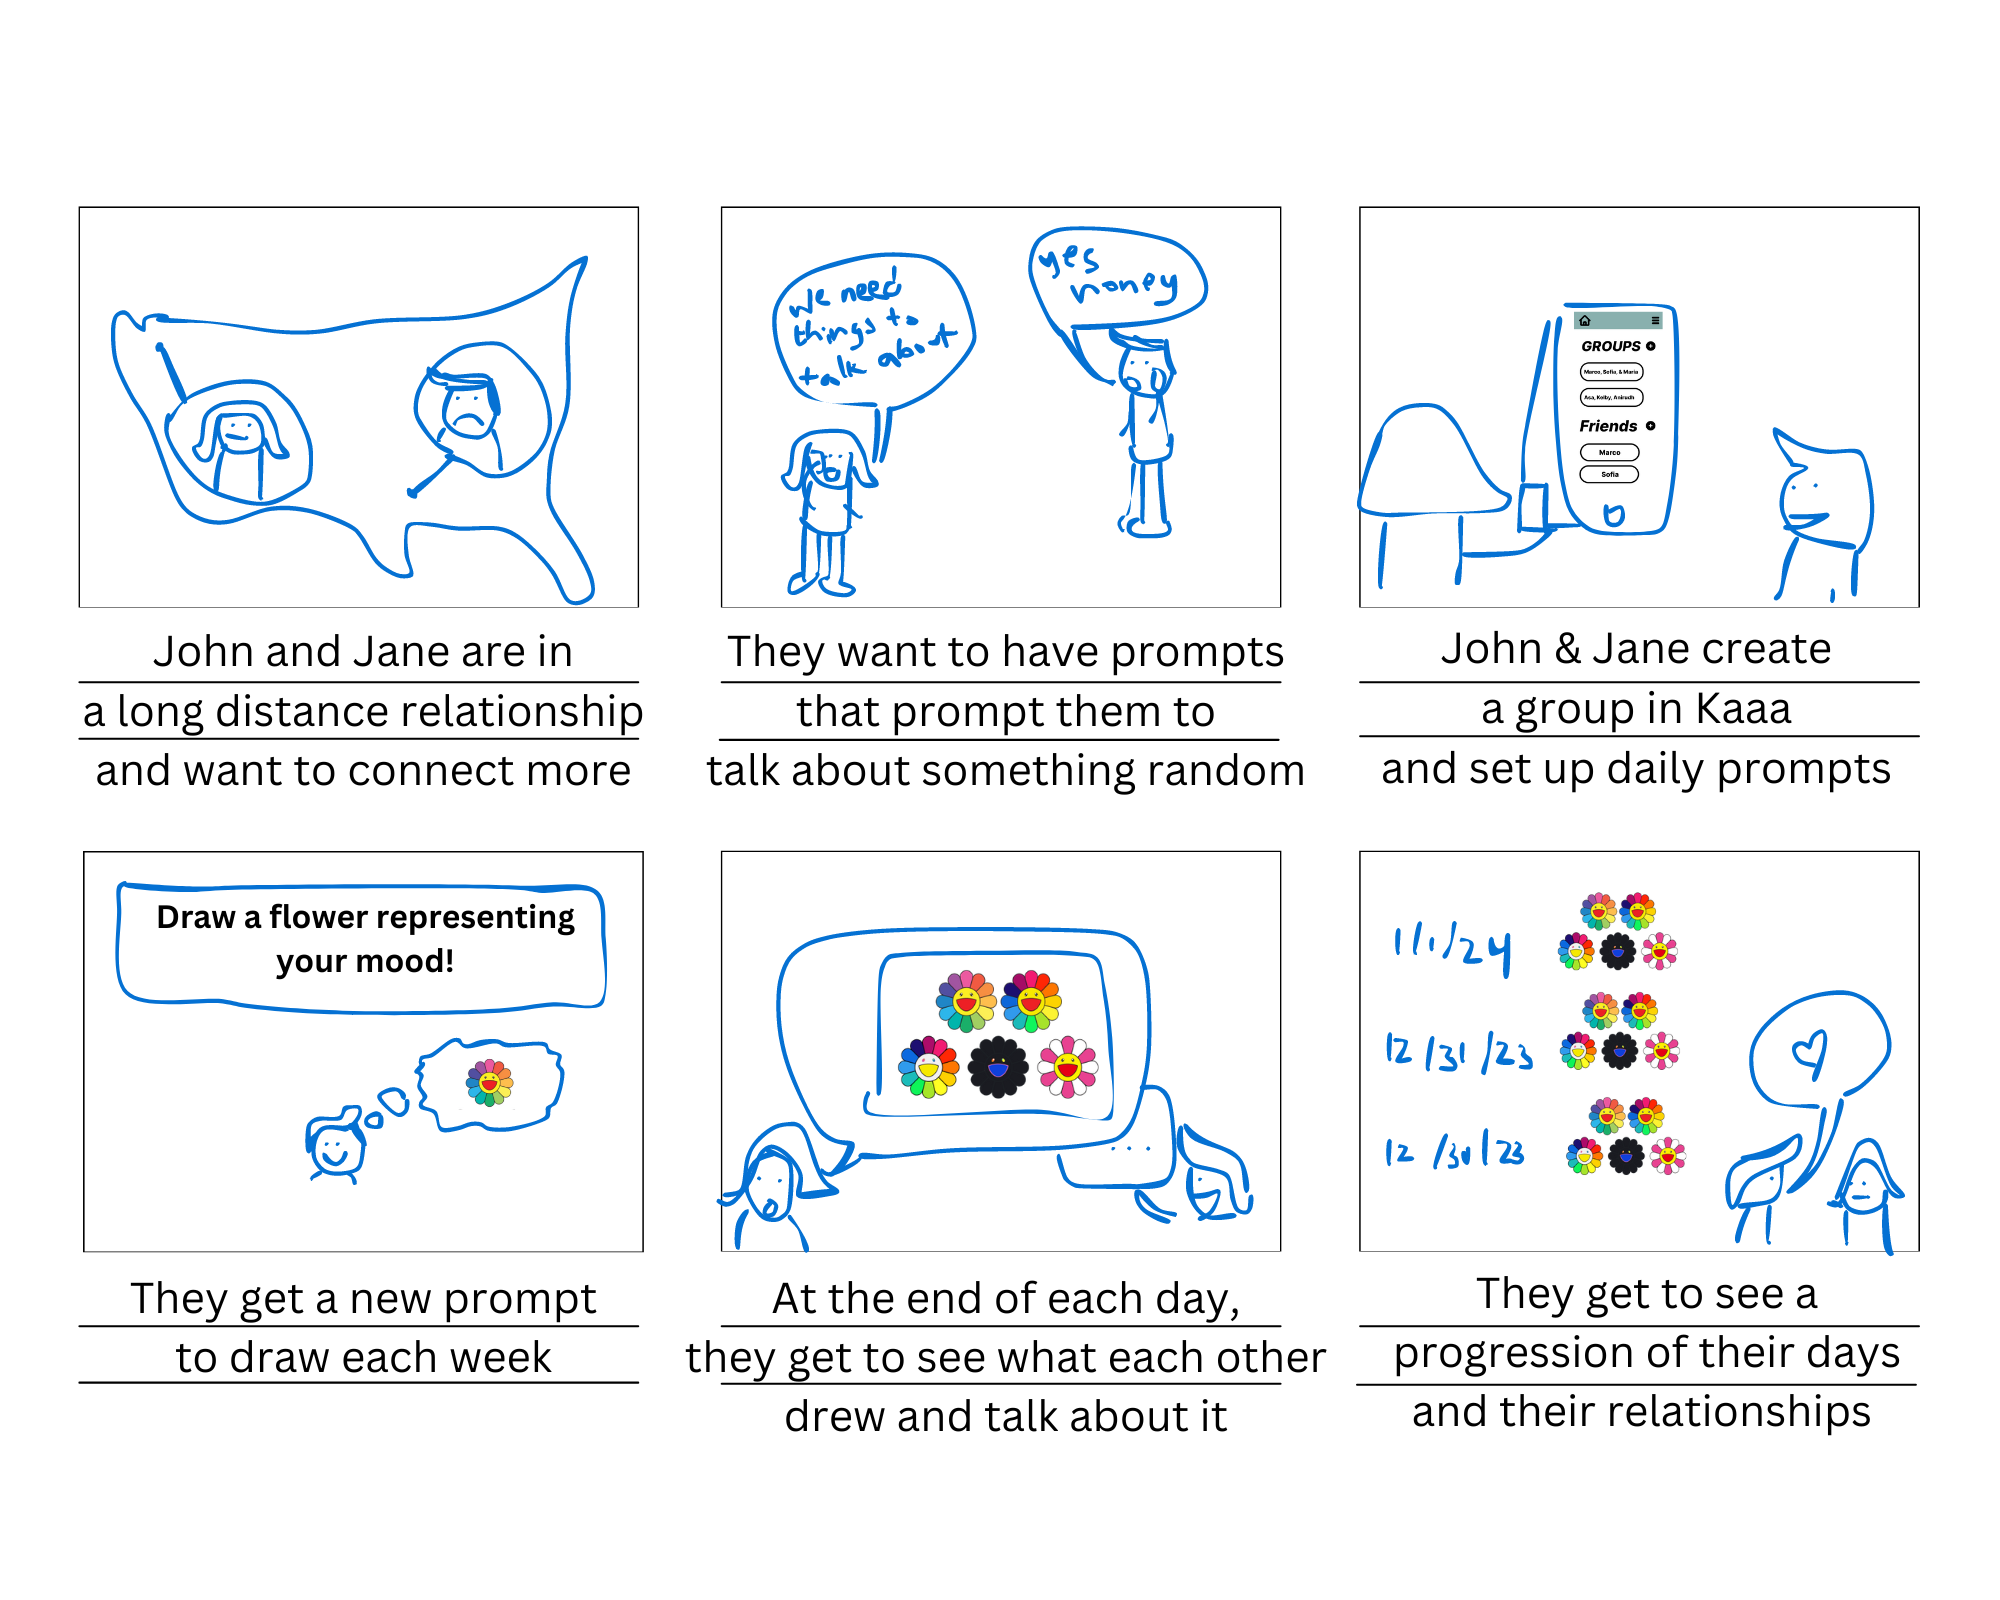 we need
things to
talk about
yes
honey
GROUPS
Marco, Sofia, & Maria
Asa, Kolby, Anirudh
Friends
Marco
Sofia
John and Jane are in
a long distance relationship
and want to connect more
They want to have prompts
that prompt them to
talk about something random
John & Jane create
a group in Kaaa
and set up daily prompts
Draw a flower representing
your mood!
1/1/24
12/31/23
12/30/23
They get a new prompt
to draw each week
At the end of each day,
they get to see what each other
drew and talk about it
They get to see a
progression of their days
and their relationships